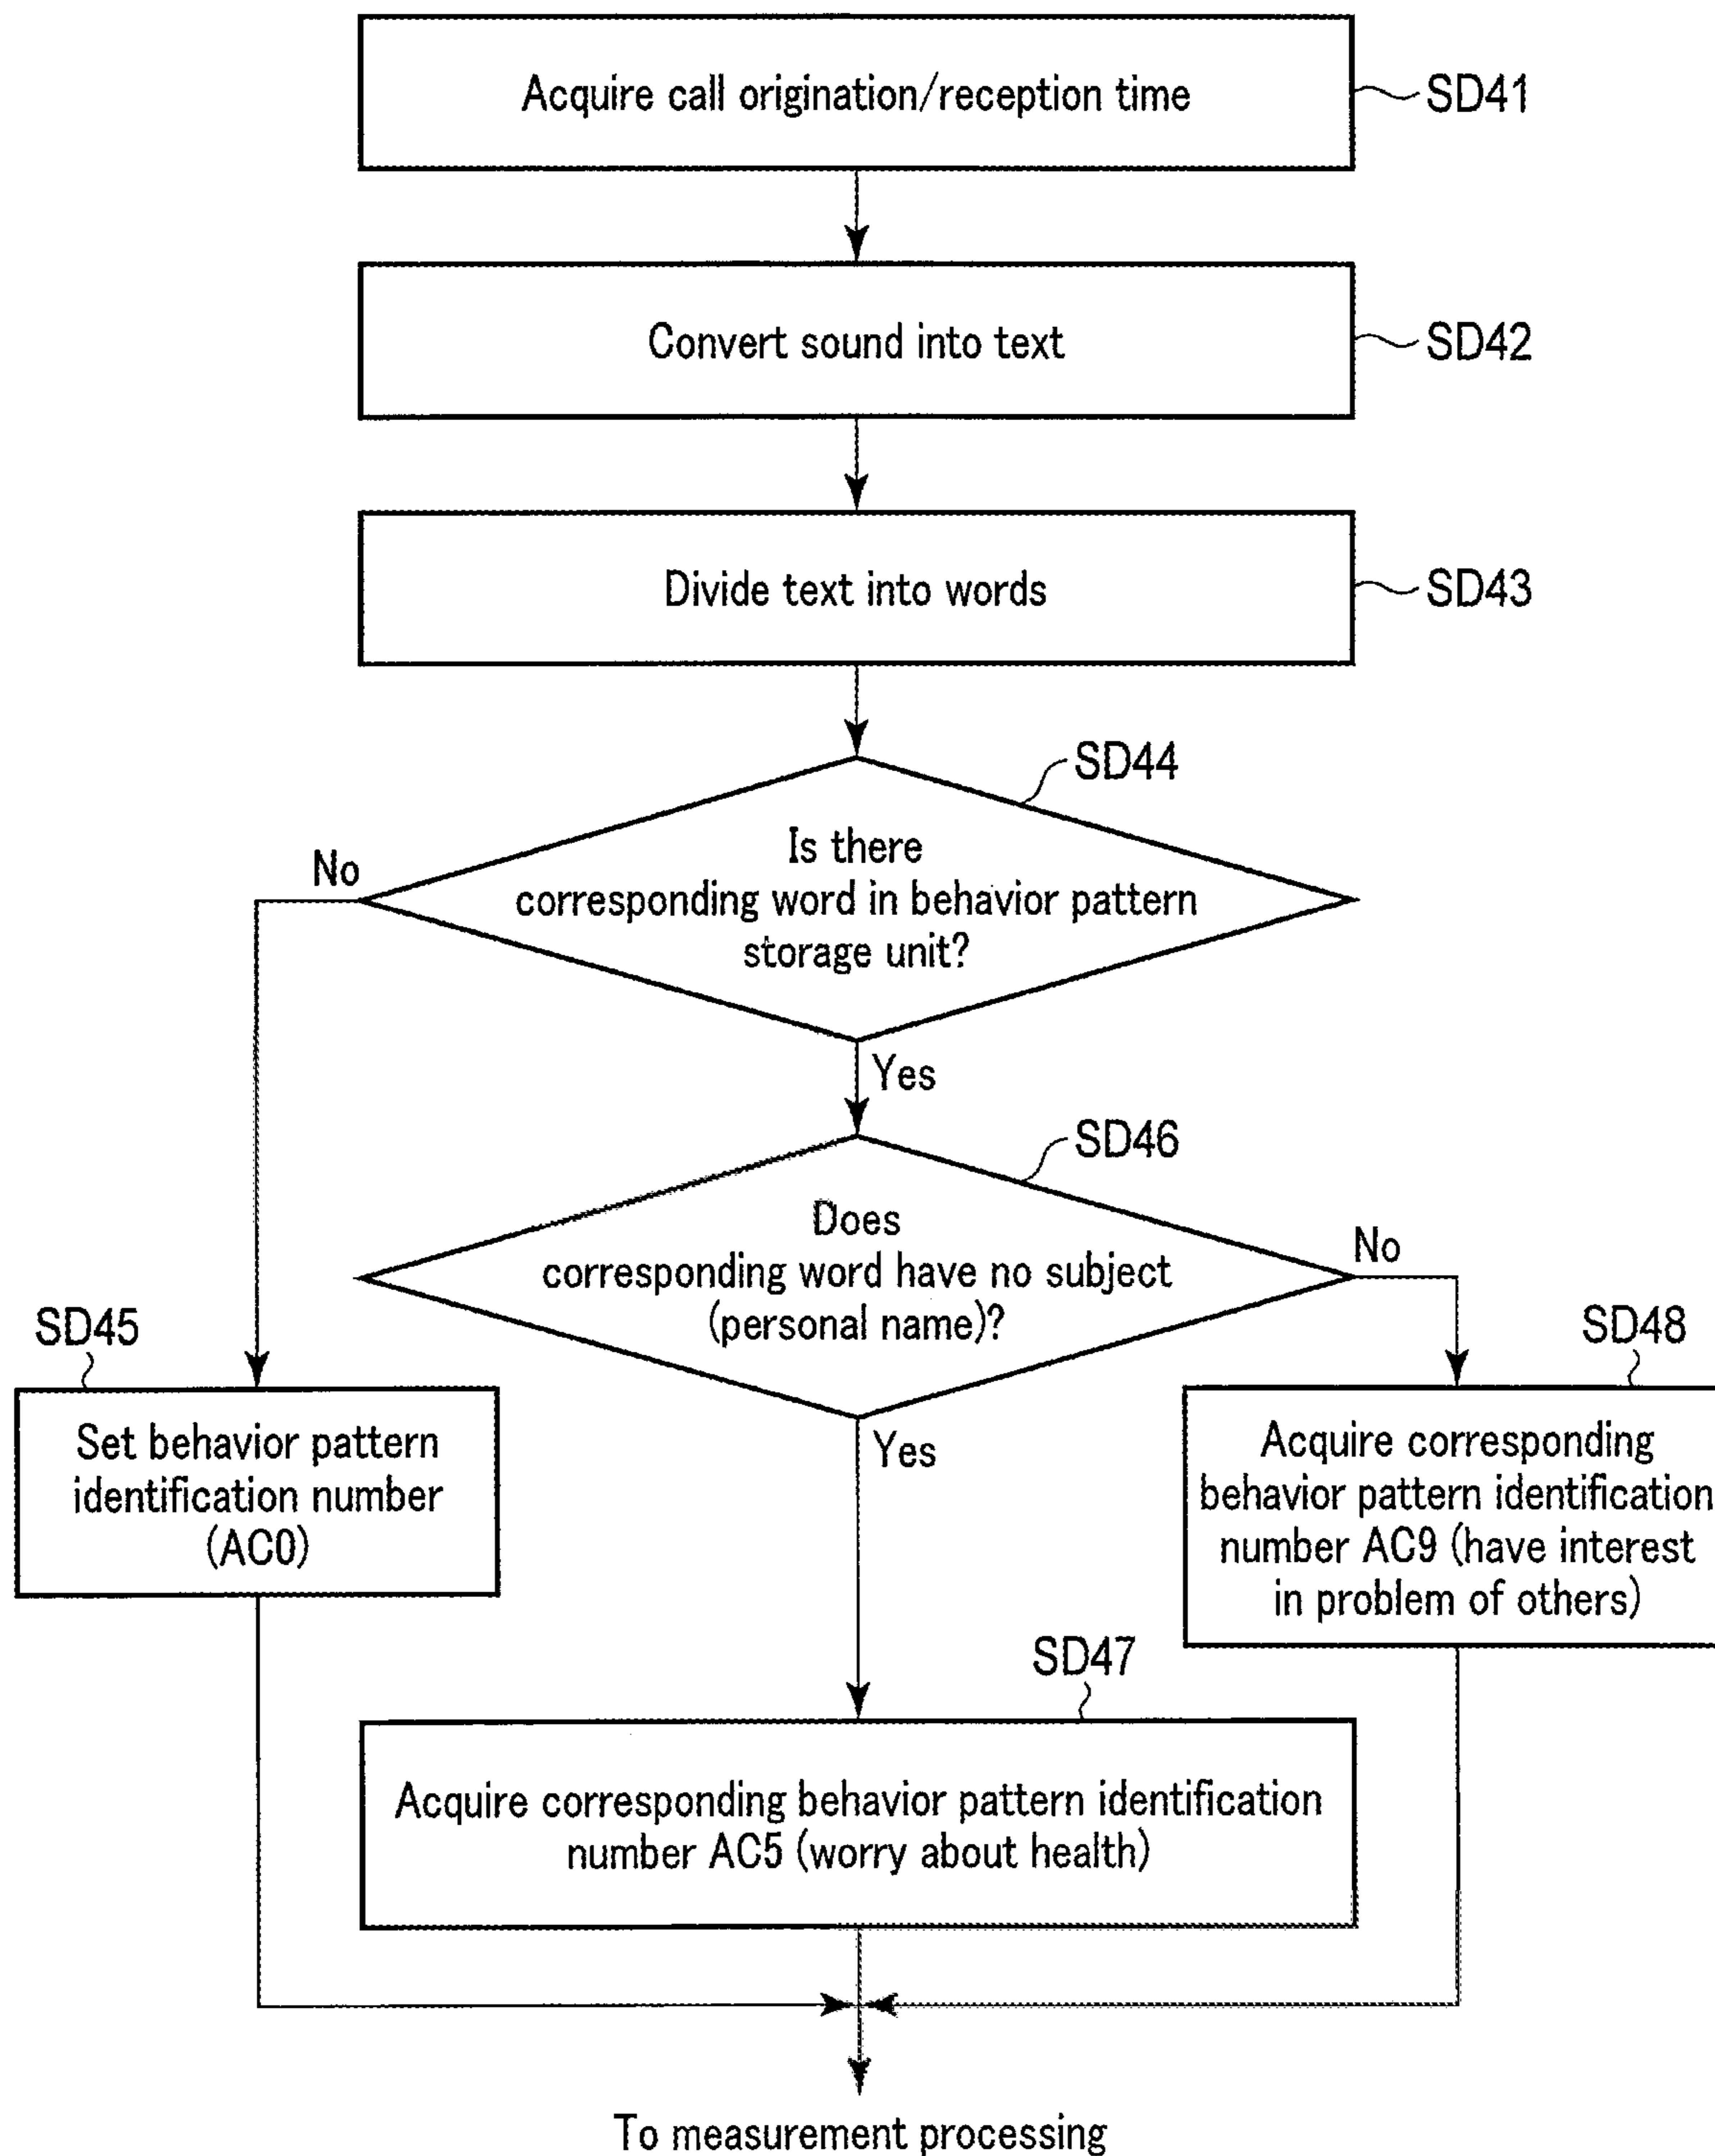 Acquire call origination/reception time
SD41
Convert sound into text
SD42
Divide text into words
SD43
SD44
Is there
corresponding word in behavior pattern
storage unit?
No
Yes
SD46
Does
corresponding word have no subject
(personal name)?
No
Yes
SD45
Set behavior pattern
identification number
(AC0)
SD48
Acquire corresponding
behavior pattern identification
number AC9 (have interest
in problem of others)
SD47
Acquire corresponding behavior pattern identification
number AC5 (worry about health)
To measurement processing